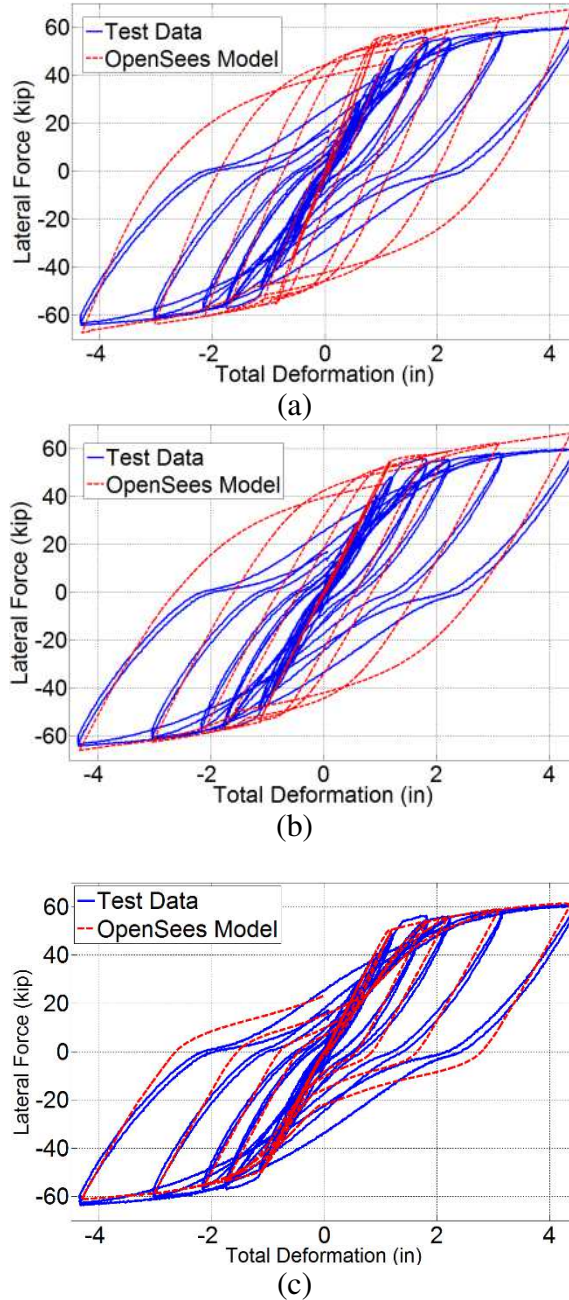 60
40
20
0
-20
-40
-60
Lateral Force (kip)
Test Data
OpenSees Model
-4 -2 0 2 4
Total Deformation (in)
(a)
60
40
20
0
-20
-40
-60
Lateral Force (kip)
Test Data
OpenSees Model
-4 -2 0 2 4
Total Deformation (in)
(b)
60
40
20
0
-20
-40
-60
Lateral Force (kip)
Test Data
OpenSees Model
-4 -2 0 2 4
Total Deformation (in)
(c)